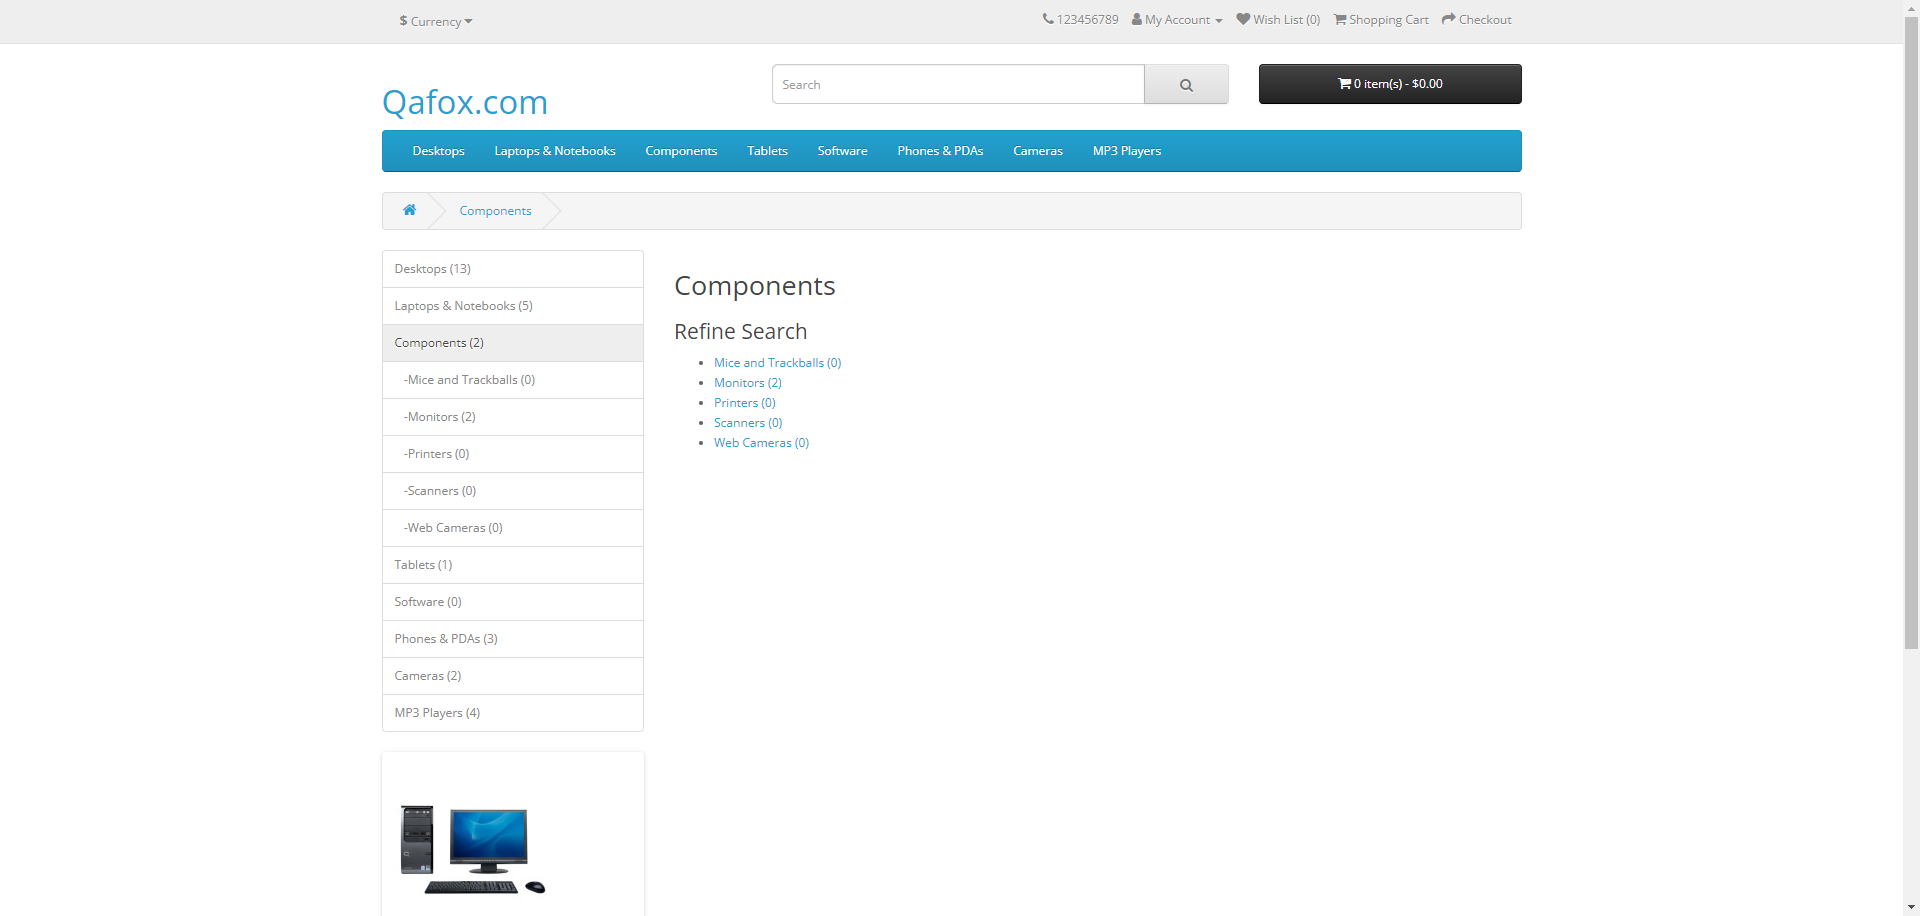 $ Currency
123456789 My Account Wish List (0) Shopping Cart Checkout
Qafox.com
Search
0 item(s) - $0.00
Desktops Laptops & Notebooks Components Tablets Software Phones & PDAs Cameras MP3 Players
Components
Desktops (13)
Laptops & Notebooks (5)
Components (2)
-Mice and Trackballs (0)
-Monitors (2)
-Printers (0)
-Scanners (0)
-Web Cameras (0)
Tablets (1)
Software (0)
Phones & PDAs (3)
Cameras (2)
MP3 Players (4)
Components
Refine Search
Mice and Trackballs (0)
Monitors (2)
Printers (0)
Scanners (0)
Web Cameras (0)